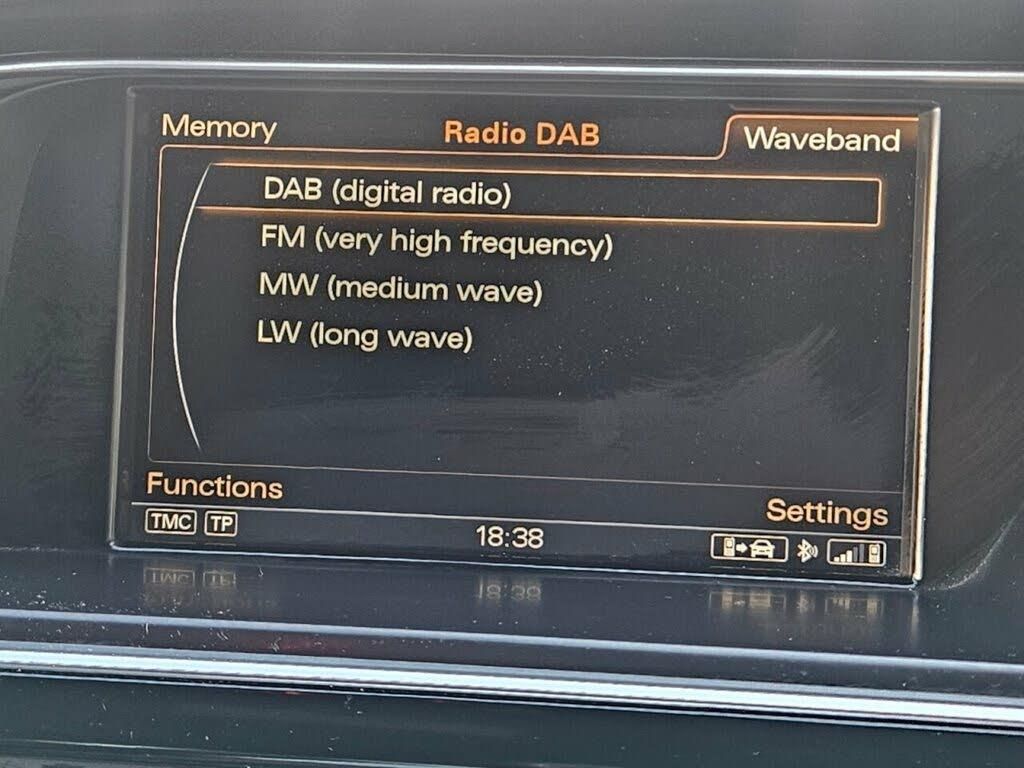 Memory
Radio DAB
Waveband
DAB (digital radio)
FM (very high frequency)
MW (medium wave)
LW (long wave)
Functions
Settings
TMC TP
18:38